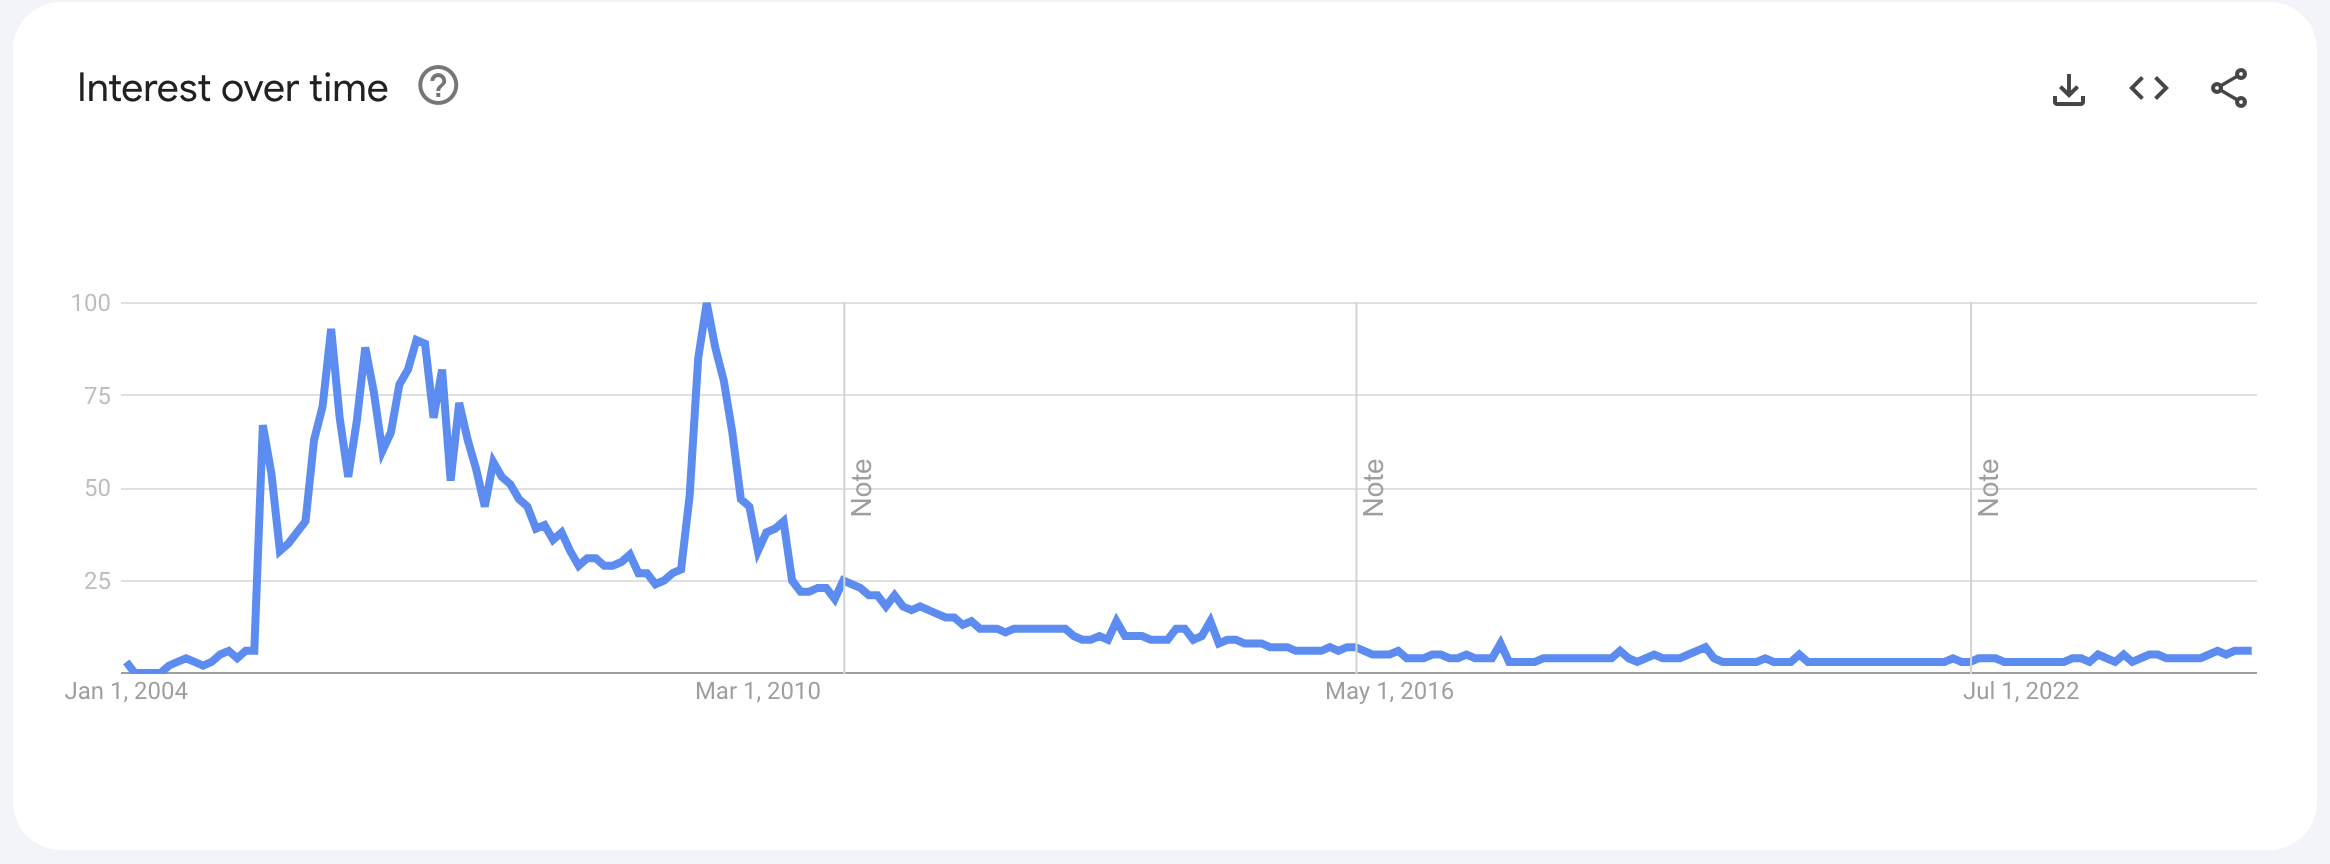 Interest over time
100
75
50
25
Note
Note
Note
Jan 1, 2004
Mar 1, 2010
May 1, 2016
Jul 1, 2022